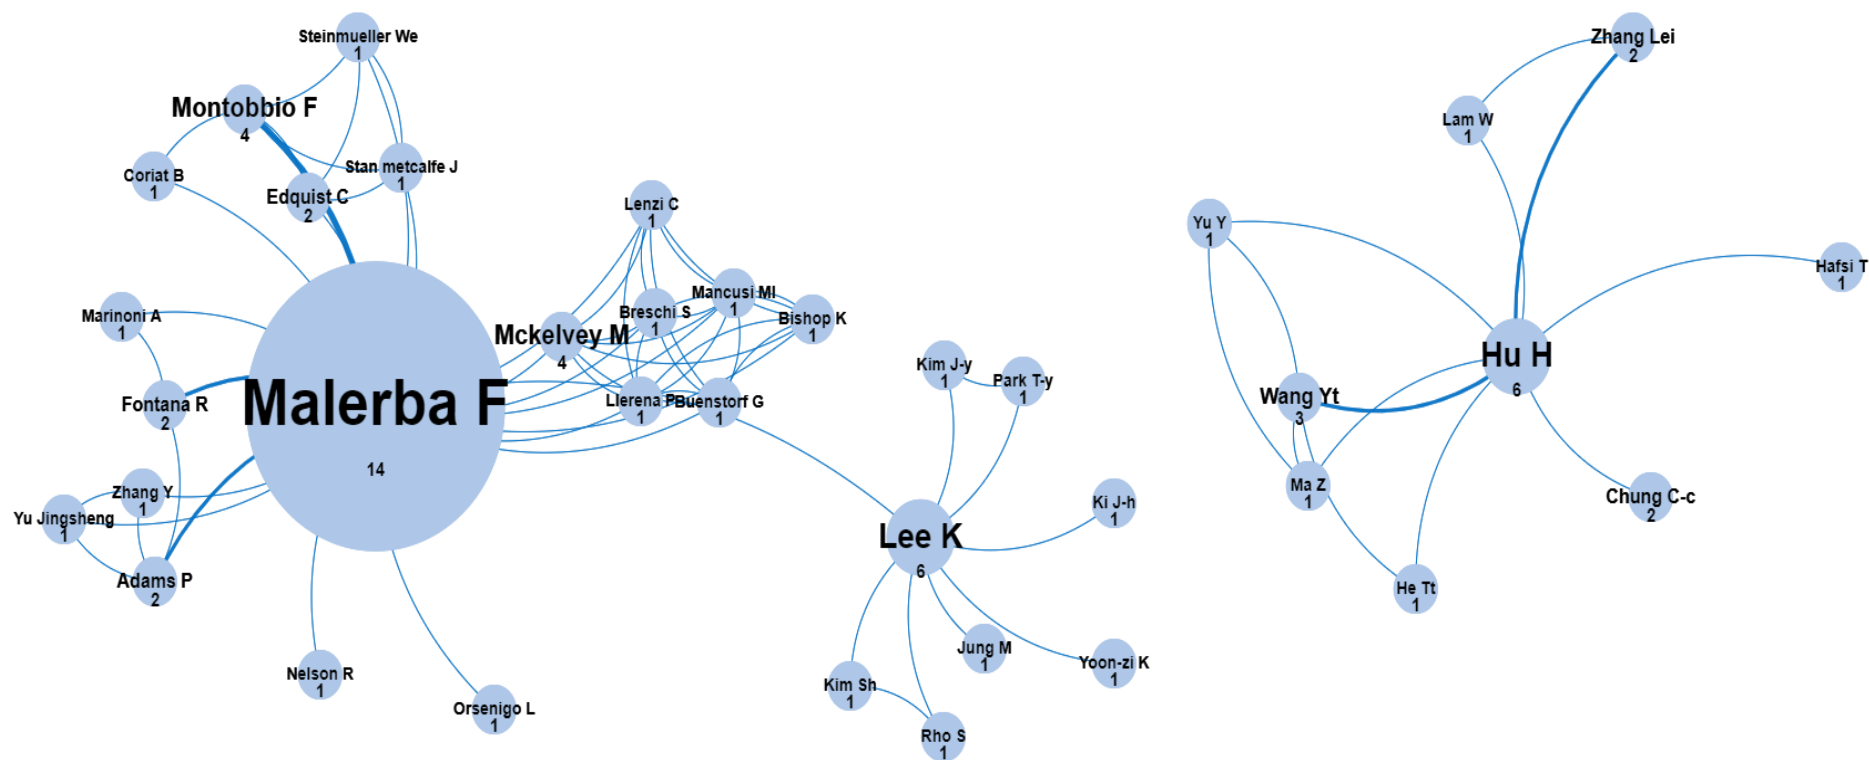 Steinmueller We
1
Montobbio F
4
Coriat B
1
Edquist C
2
Stan metcalfe J
1
Marinoni A
1
Fontana R
2
Malerba F
14
Zhang Y
1
Yu Jingsheng
1
Adams P
2
Nelson R
1
Orsenigo L
1
Lenzi C
1
Mancusi Ml
1
Breschi S
1
Bishop K
1
Mckelvey M
4
Llerena P
1
Buenstorf G
1
Kim J-y
1
Park T-y
1
Ki J-h
1
Lee K
6
Jung M
1
Yoon-zi K
1
Kim Sh
1
Rho S
1
Zhang Lei
2
Lam W
1
Yu Y
1
Hafsi T
1
Hu H
6
Wang Yt
3
Ma Z
1
Chung C-c
2
He Tt
1